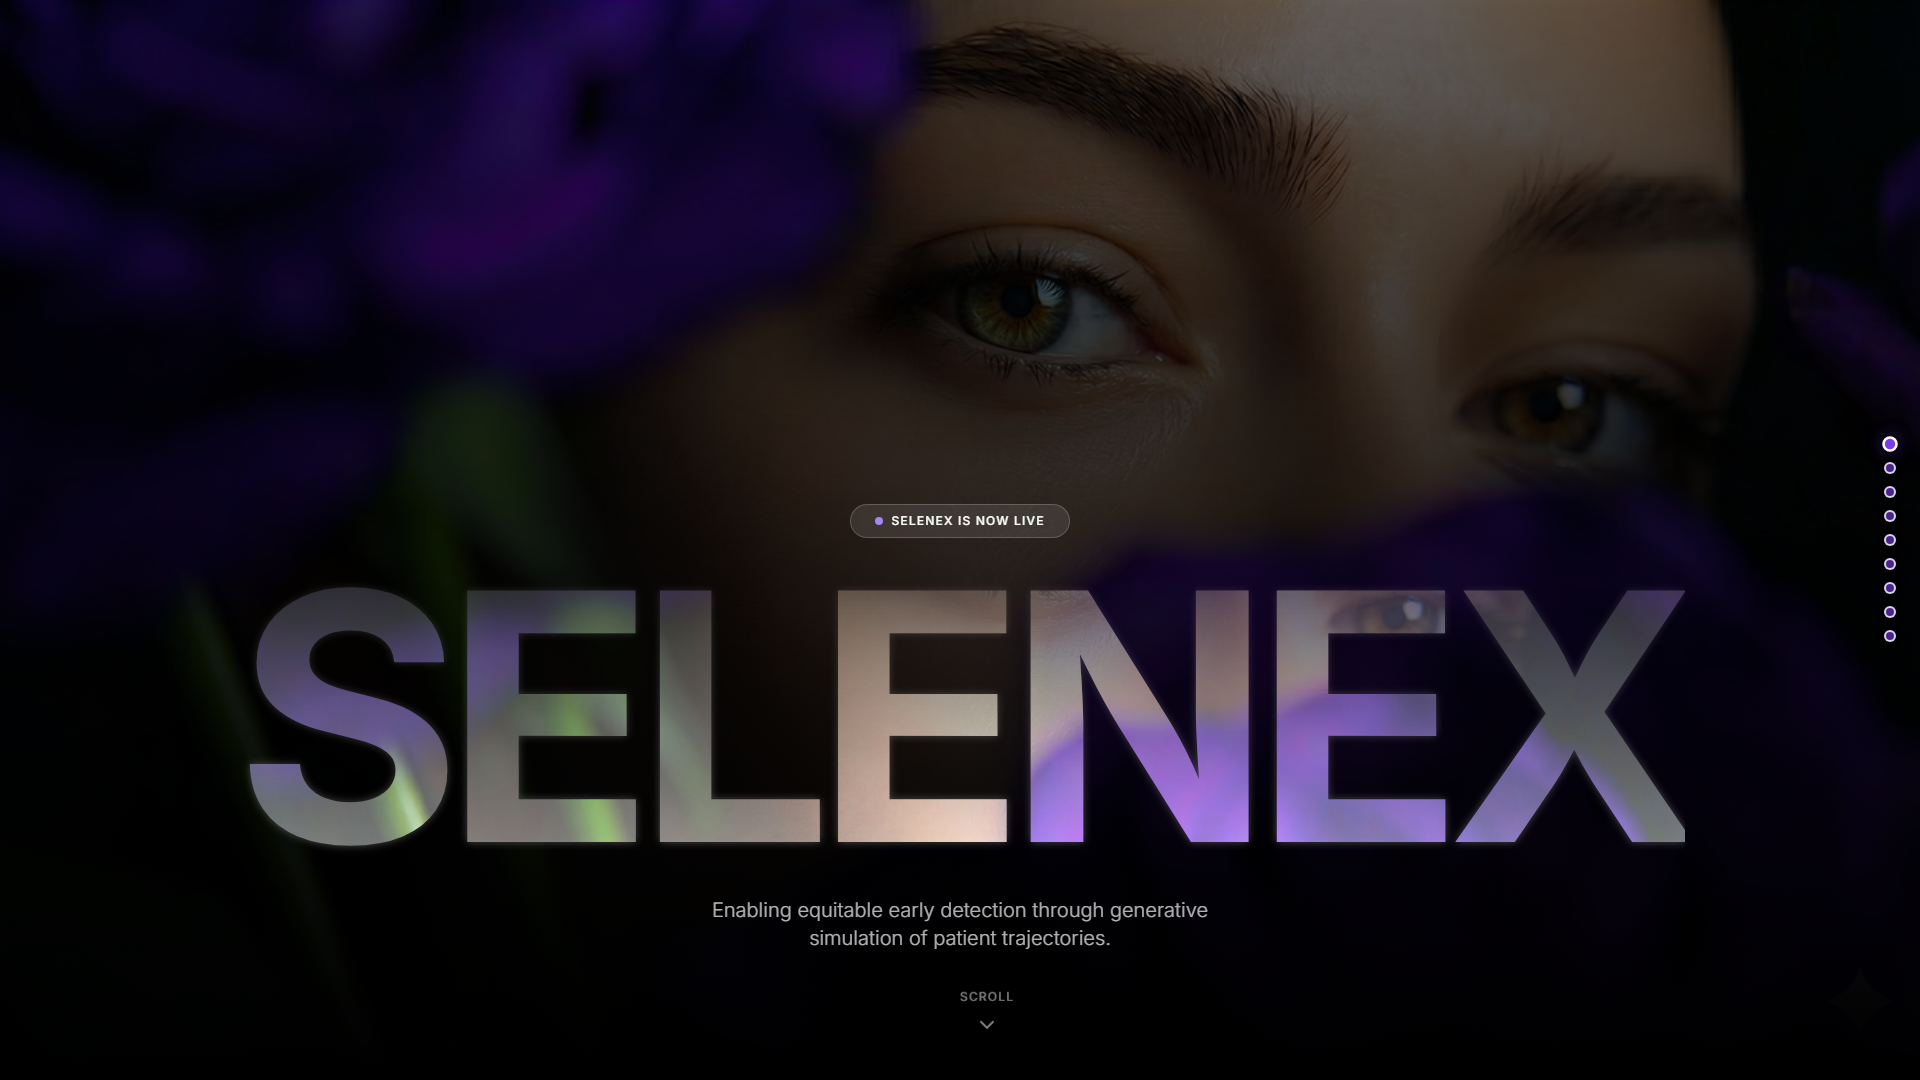 SELENEX IS NOW LIVE
SELENEX
Enabling equitable early detection through generative
simulation of patient trajectories.
SCROLL